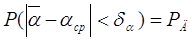 P(|α̅ − α_ср| < δ_α) = P_Д